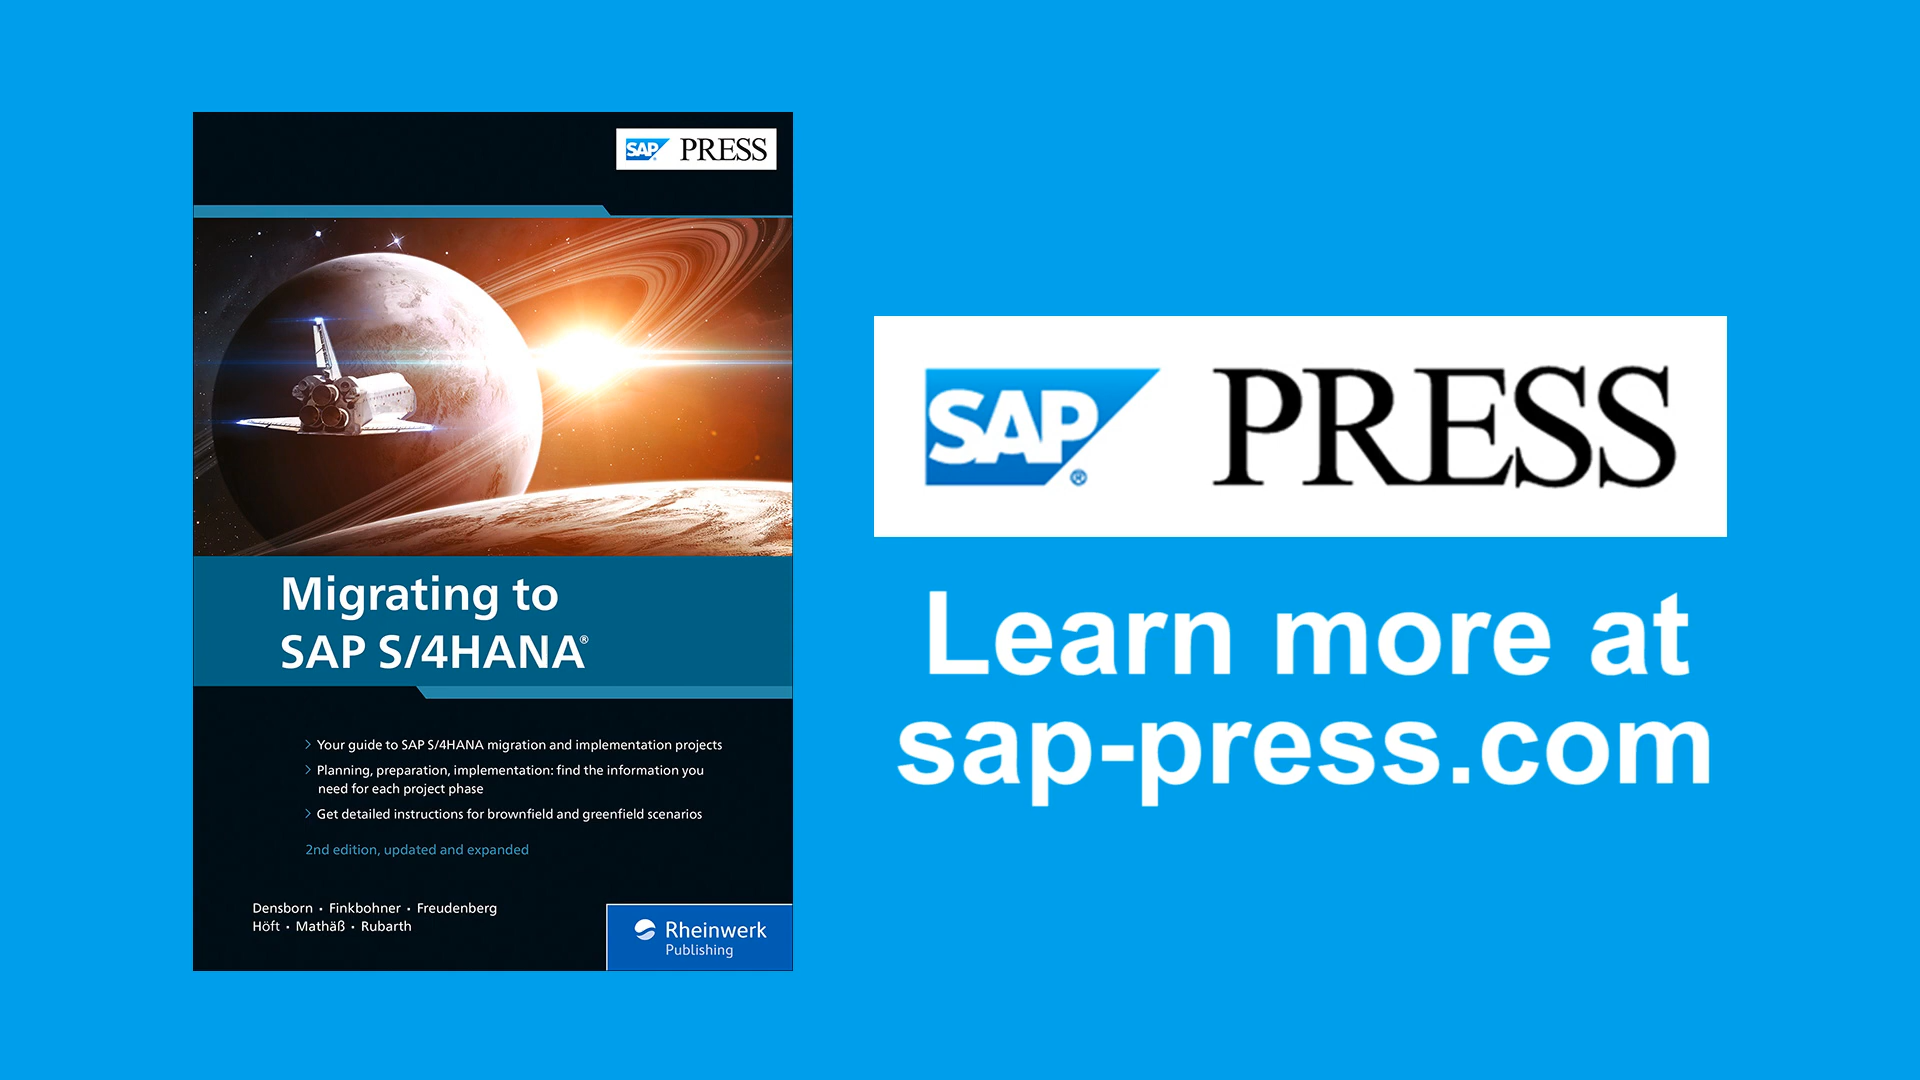 SAP® PRESS
Migrating to
SAP S/4HANA®
> Your guide to SAP S/4HANA migration and implementation projects
> Planning, preparation, implementation: find the information you
need for each project phase
> Get detailed instructions for brownfield and greenfield scenarios
2nd edition, updated and expanded
Densborn • Finkbohner • Freudenberg
Höft • Mathäß • Rubarth
Rheinwerk
Publishing
SAP® PRESS
Learn more at
sap-press.com